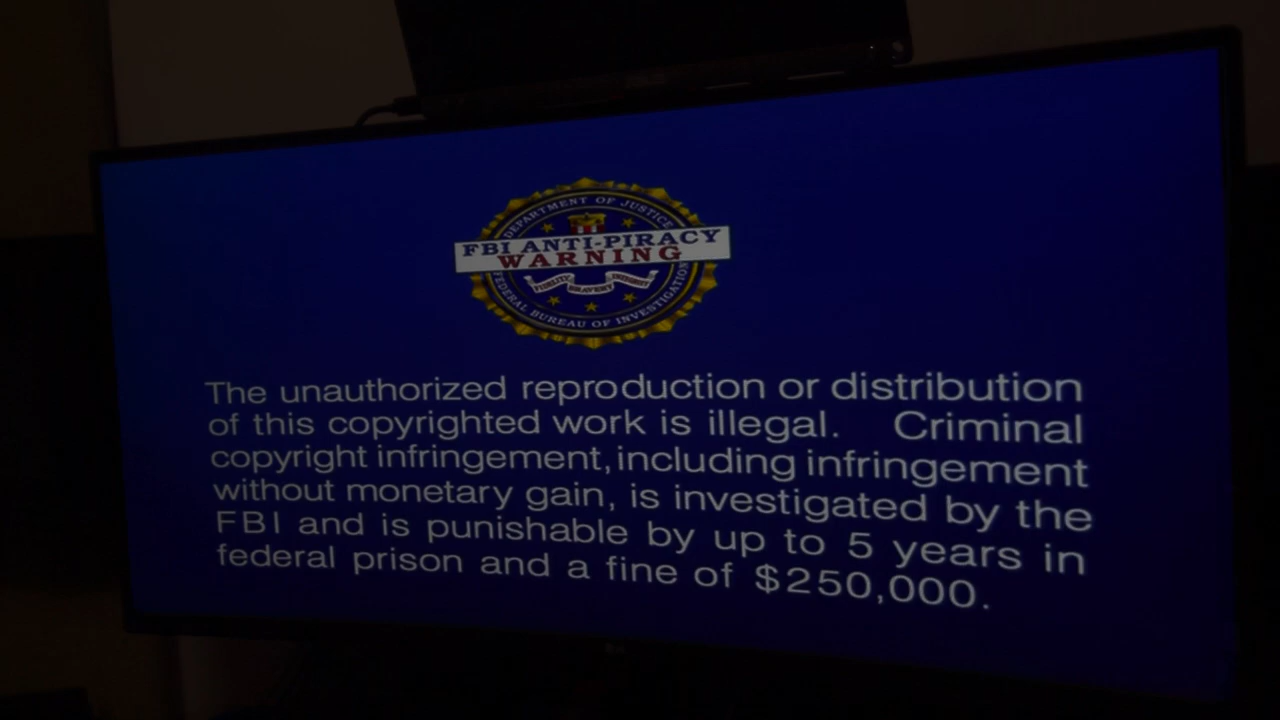 DEPARTMENT OF JUSTICE
FBI ANTI-PIRACY
WARNING
FIDELITY BRAVERY INTEGRITY
FEDERAL BUREAU OF INVESTIGATION
The unauthorized reproduction or distribution
of this copyrighted work is illegal. Criminal
copyright infringement, including infringement
without monetary gain, is investigated by the
FBI and is punishable by up to 5 years in
federal prison and a fine of $250,000.